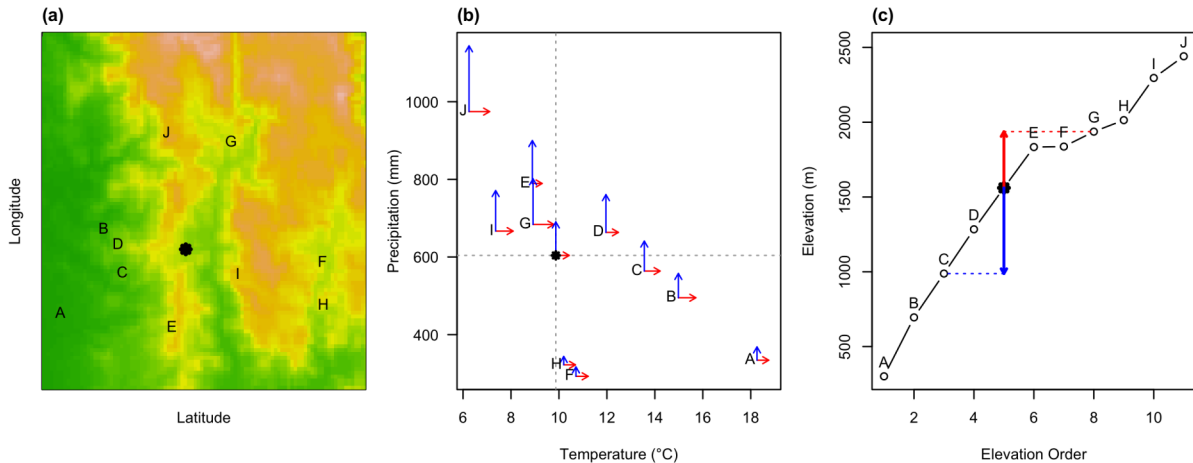 (a)
Longitude
J
G
B
D
C
I
F
H
A
E
Latitude
(b)
Precipitation (mm)
1000
800
600
400
J
E
G
I
D
C
B
H
F
A
6 8 10 12 14 16 18
Temperature (°C)
(c)
Elevation (m)
2500
2000
1500
1000
500
J
I
H
G
E F
D
C
B
A
2 4 6 8 10
Elevation Order